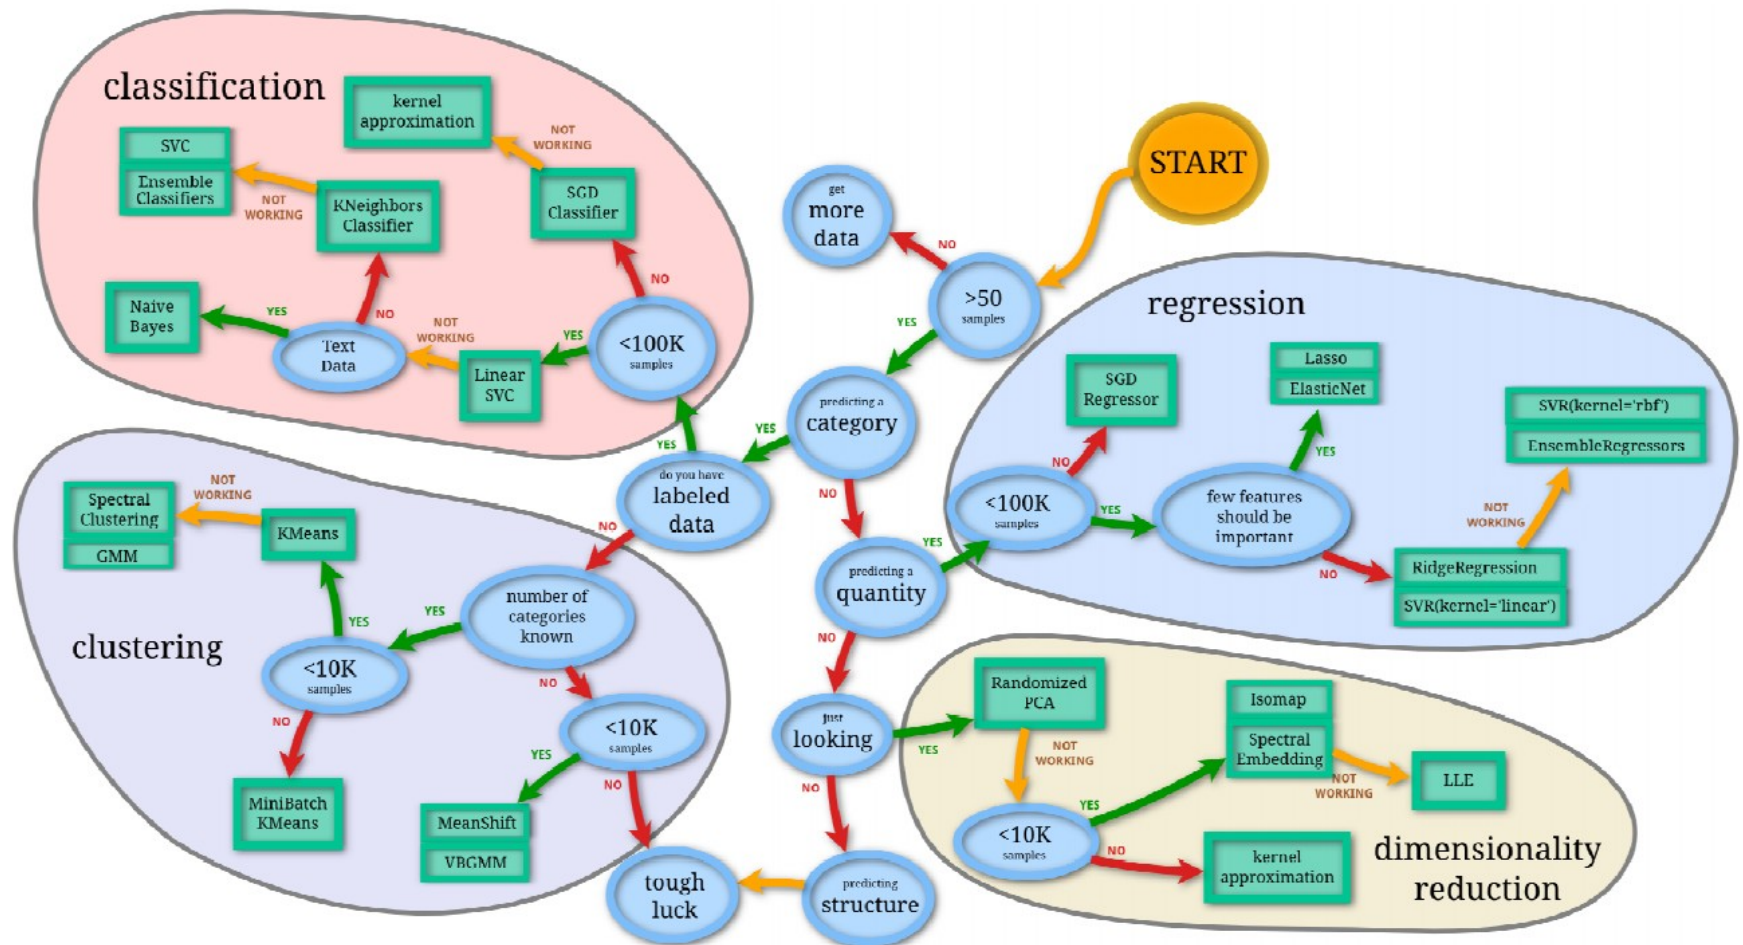 classification
kernel
approximation
NOT
WORKING
SVC
Ensemble
Classifiers
NOT
WORKING
KNeighbors
Classifier
SGD
Classifier
NO
Naive
Bayes
YES
NO
Text
Data
NOT
WORKING
Linear
SVC
YES
<100K
samples
START
get
more
data
NO
>50
samples
YES
predicting a
category
YES
YES
do you have
labeled
data
NO
NO
predicting a
quantity
YES
NO
just
looking
YES
NO
predicting
structure
tough
luck
regression
SGD
Regressor
NO
<100K
samples
YES
Lasso
ElasticNet
YES
few features
should be
important
NO
SVR(kernel='rbf')
EnsembleRegressors
NOT
WORKING
RidgeRegression
SVR(kernel='linear')
clustering
Spectral
Clustering
GMM
NOT
WORKING
KMeans
YES
<10K
samples
NO
MiniBatch
KMeans
YES
number of
categories
known
NO
<10K
samples
YES
NO
MeanShift
VBGMM
Randomized
PCA
NOT
WORKING
<10K
samples
YES
NO
Isomap
Spectral
Embedding
NOT
WORKING
LLE
kernel
approximation
dimensionality
reduction